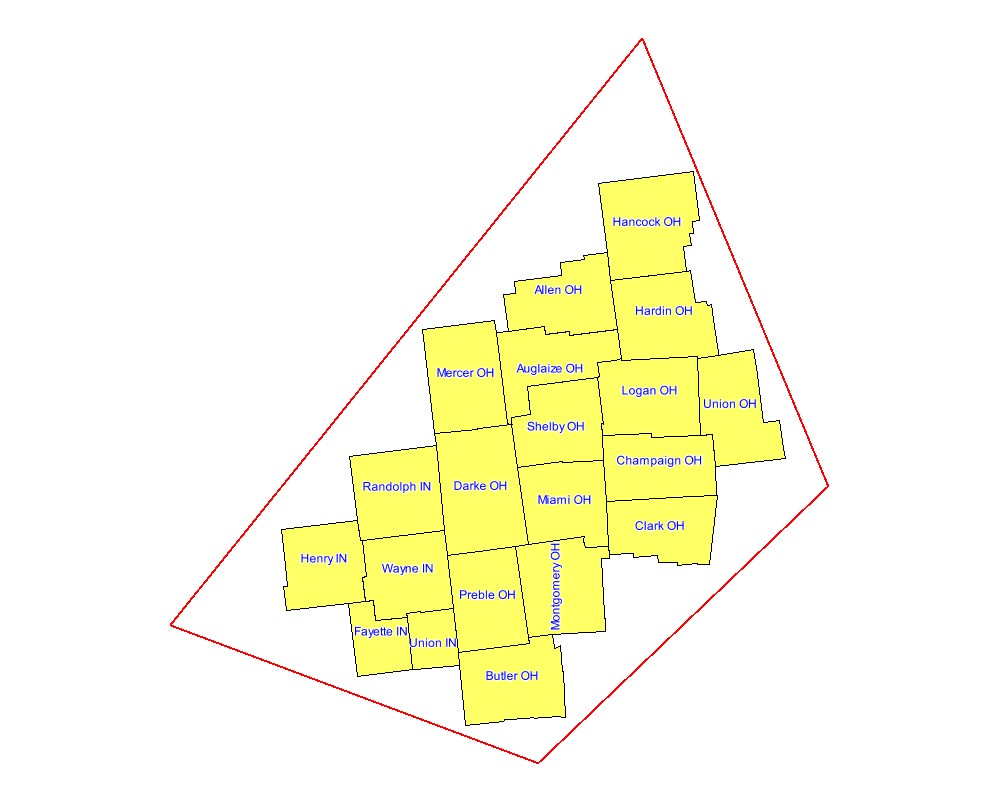 Hancock OH
Allen OH
Hardin OH
Mercer OH
Auglaize OH
Logan OH
Union OH
Shelby OH
Champaign OH
Randolph IN
Darke OH
Miami OH
Clark OH
Henry IN
Wayne IN
Preble OH
Montgomery OH
Fayette IN
Union IN
Butler OH